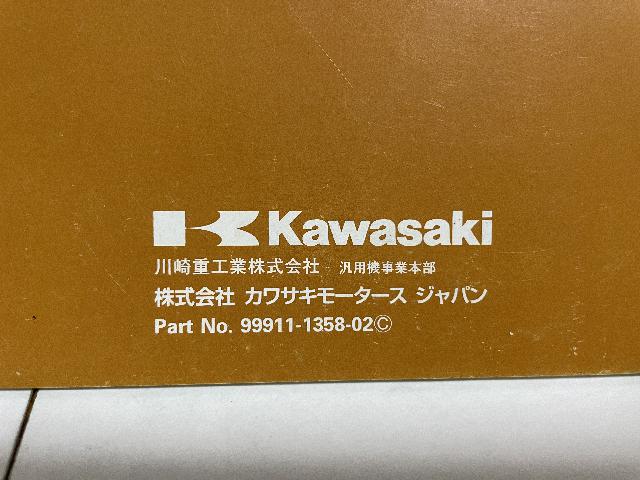 Kawasaki
川崎重工業株式会社 汎用機事業本部
株式会社 カワサキモータース ジャパン
Part No. 99911-1358-02©